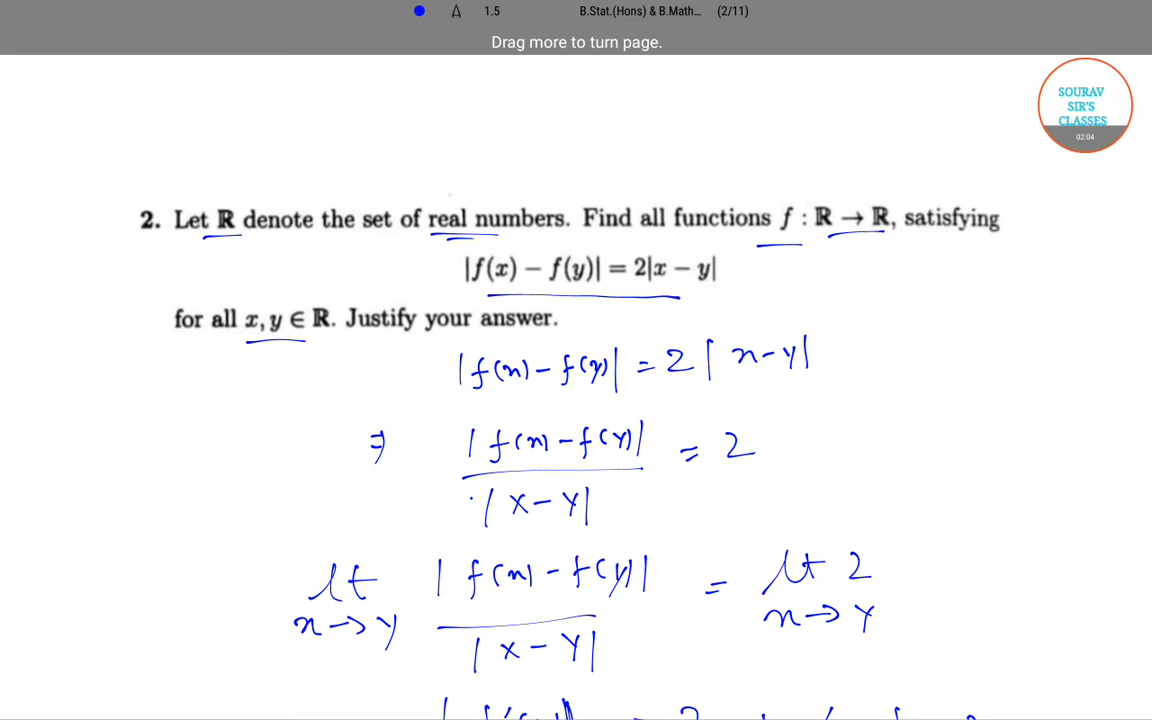 1.5 B.Stat.(Hons) & B.Math... (2/11)
Drag more to turn page.
SOURAV
SIR'S
CLASSES
02:04
2. Let ℝ denote the set of real numbers. Find all functions f : ℝ → ℝ, satisfying
|f(x) − f(y)| = 2|x − y|
for all x, y ∈ ℝ. Justify your answer.
|f(x) - f(y)| = 2|x-y|
⇒ |f(x) - f(y)| / |x-y| = 2
lt x→y |f(x) - f(y)| / |x-y| = lt x→y 2